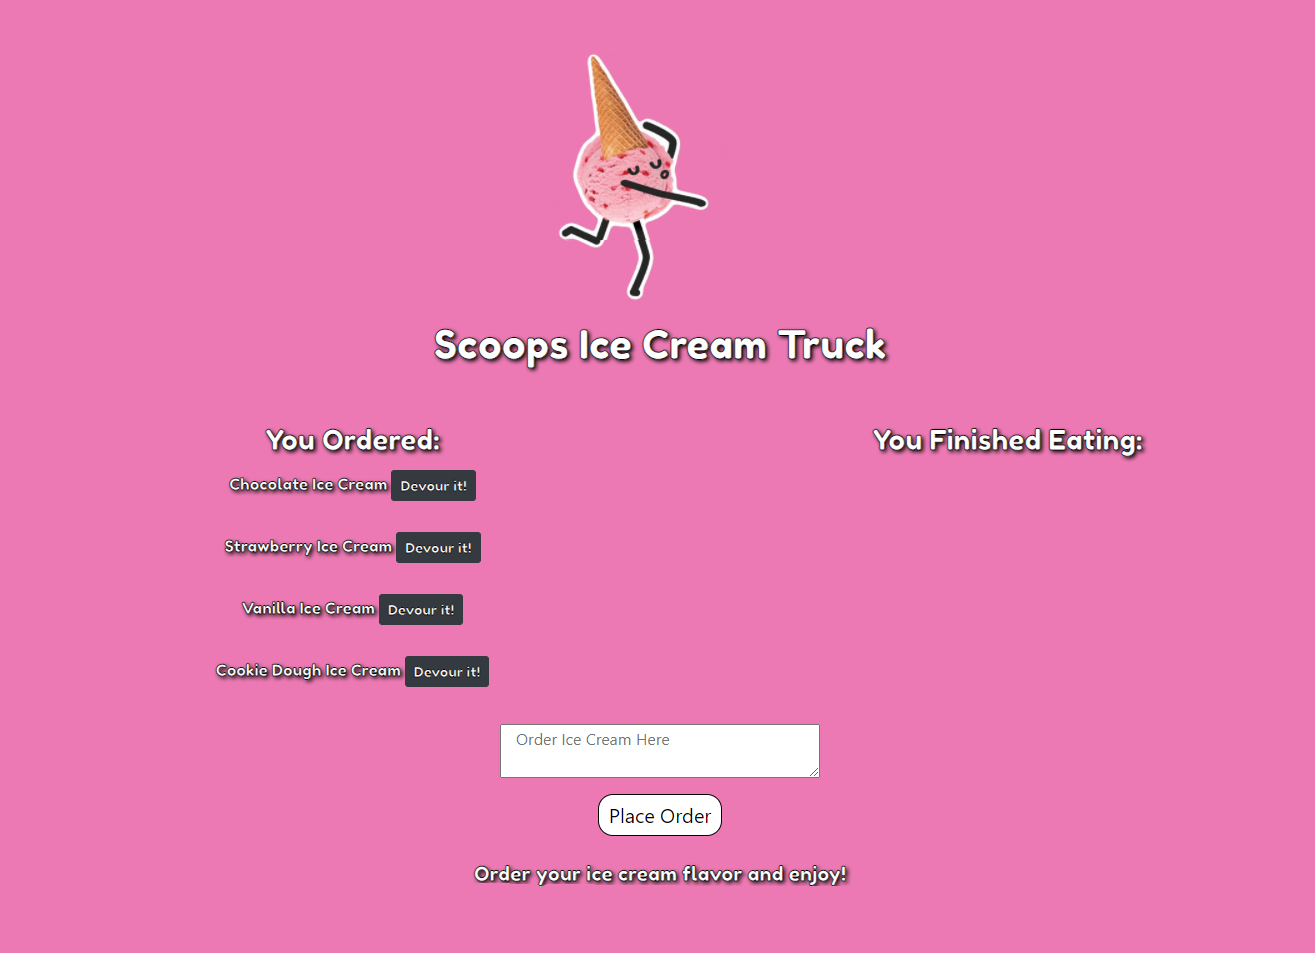 Scoops Ice Cream Truck
You Ordered:
Chocolate Ice Cream Devour it!
Strawberry Ice Cream Devour it!
Vanilla Ice Cream Devour it!
Cookie Dough Ice Cream Devour it!
You Finished Eating:
Order Ice Cream Here
Place Order
Order your ice cream flavor and enjoy!